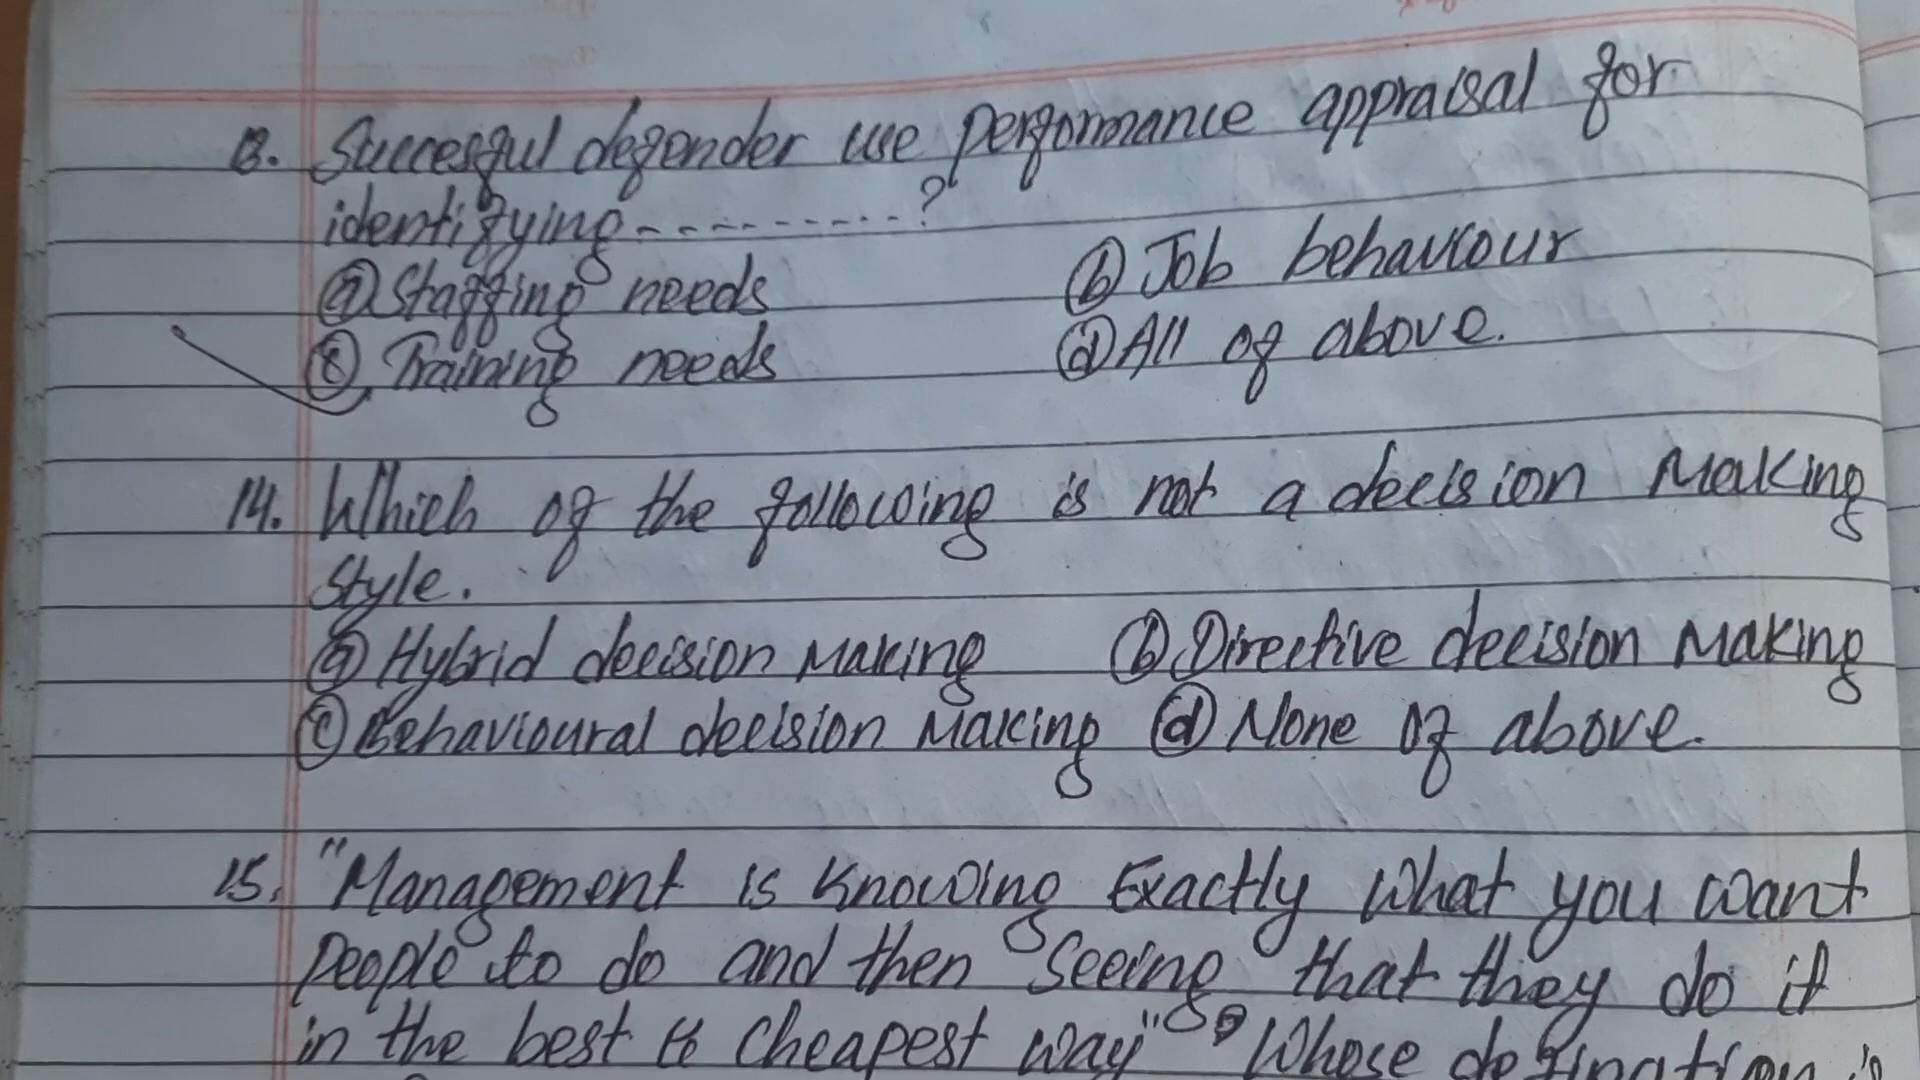 13. Successful defender use performance appraisal for
identifying----------?
(a) Staffing needs (b) Job behaviour
(c) Training needs (d) All of above.
14. Which of the following is not a decision Making
Style.
(a) Hybrid decision Making (b) Directive decision Making
(c) Behavioural decision Making (d) None of above.
15. "Management is Knowing Exactly What you want
people to do and then seeing that they do it
in the best & cheapest way". Whose